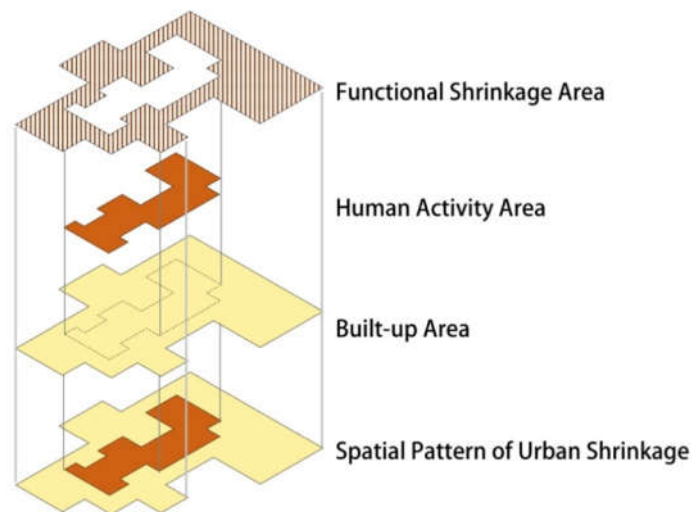 Functional Shrinkage Area
Human Activity Area
Built-up Area
Spatial Pattern of Urban Shrinkage